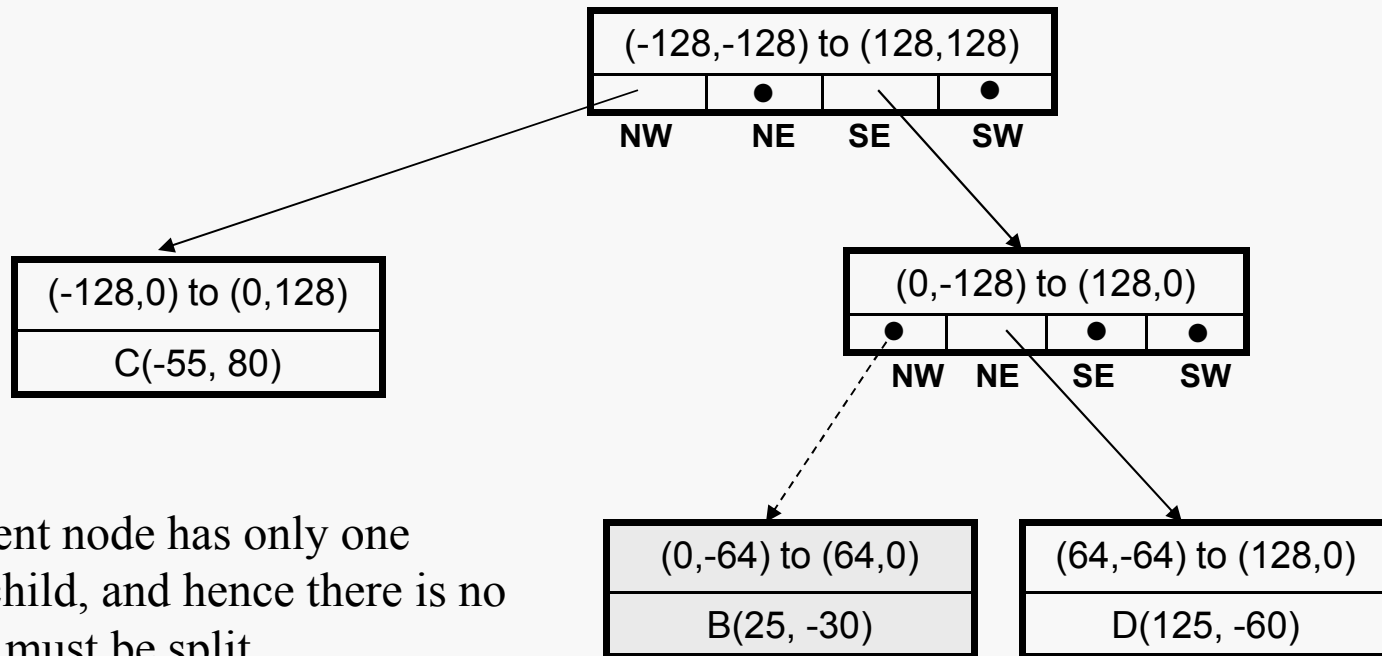 (-128,-128) to (128,128)
NW NE SE SW
(-128,0) to (0,128)
C(-55, 80)
(0,-128) to (128,0)
NW NE SE SW
ent node has only one
child, and hence there is no
must be split
(0,-64) to (64,0)
B(25, -30)
(64,-64) to (128,0)
D(125, -60)